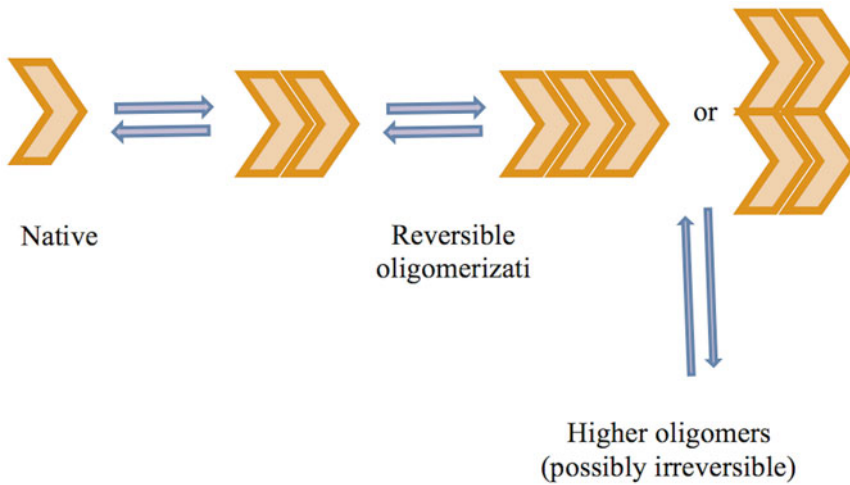 or
Native
Reversible
oligomerizati
Higher oligomers
(possibly irreversible)